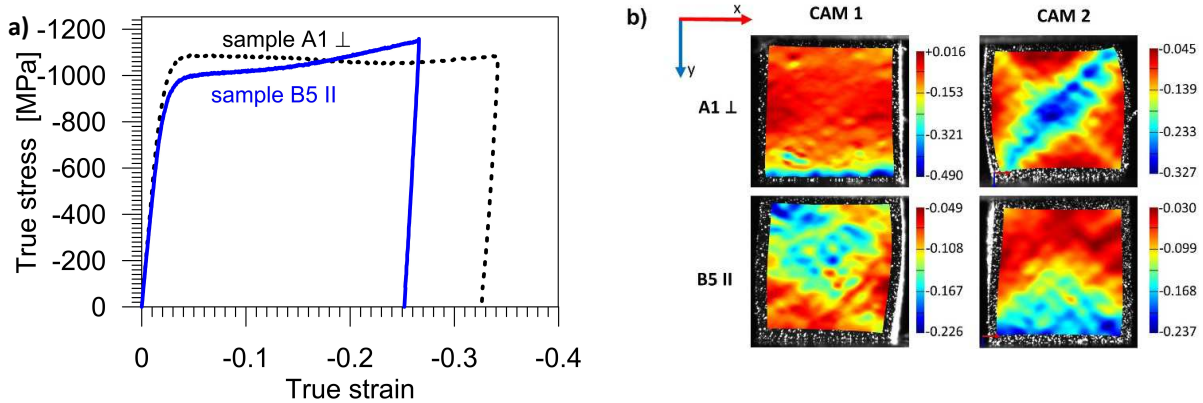 a)
-1200
-1000
-800
-600
-400
-200
0
True stress [MPa]
sample A1 ⊥
sample B5 II
0
-0.1
-0.2
-0.3
-0.4
True strain
b)
x
y
CAM 1
CAM 2
A1 ⊥
+0.016
-0.153
-0.321
-0.490
-0.045
-0.139
-0.233
-0.327
B5 II
-0.049
-0.108
-0.167
-0.226
-0.030
-0.099
-0.168
-0.237